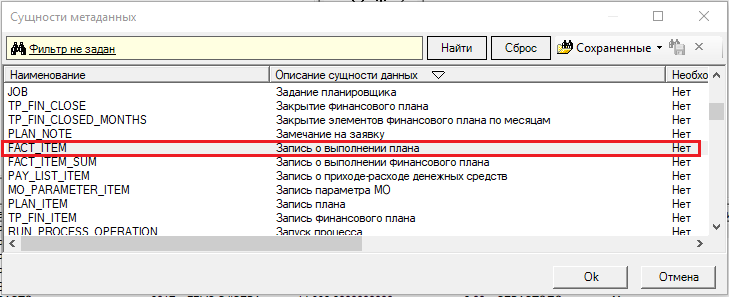 Сущности метаданных
Фильтр не задан Найти Сброс Сохраненные
Наименование Описание сущности данных Необхо
JOB Задание планировщика Нет
TP_FIN_CLOSE Закрытие финансового плана Нет
TP_FIN_CLOSED_MONTHS Закрытие элементов финансового плана по месяцам Нет
PLAN_NOTE Замечание на заявку Нет
FACT_ITEM Запись о выполнении плана Нет
FACT_ITEM_SUM Запись о выполнении финансового плана Нет
PAY_LIST_ITEM Запись о приходе-расходе денежных средств Нет
MO_PARAMETER_ITEM Запись параметра МО Нет
PLAN_ITEM Запись плана Нет
TP_FIN_ITEM Запись финансового плана Нет
RUN_PROCESS_OPERATION Запуск процесса Нет
Ok Отмена